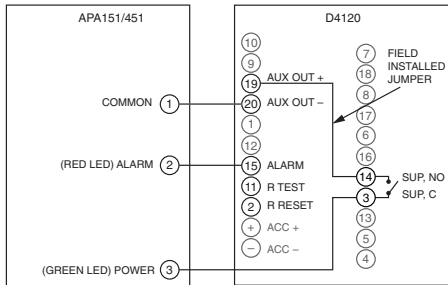 APA151/451
D4120
10
9
19 AUX OUT +
COMMON 1
20 AUX OUT –
1
12
(RED LED) ALARM 2
15 ALARM
11 R TEST
2 R RESET
+ ACC +
– ACC –
(GREEN LED) POWER 3
7 FIELD
INSTALLED
JUMPER
18
8
17
6
16
14 SUP, NO
3 SUP, C
13
5
4